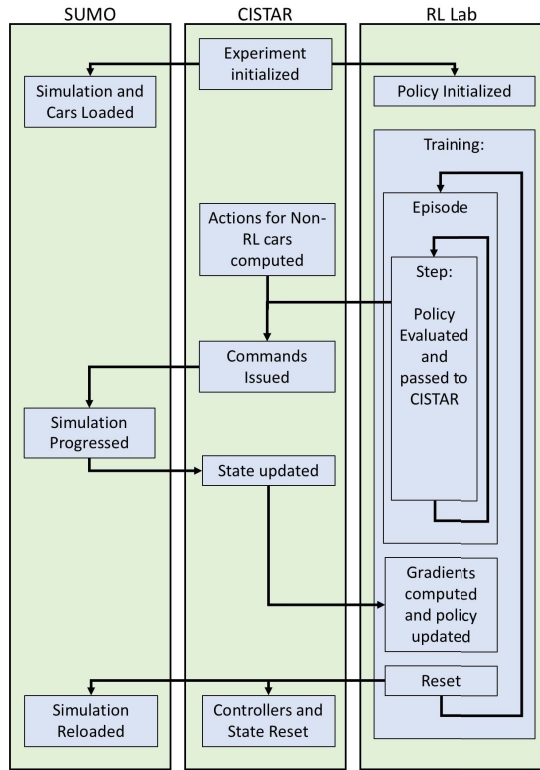 SUMO
CISTAR
RL Lab
Experiment
initialized
Simulation and
Cars Loaded
Policy Initialized
Training:
Episode
Actions for Non-
RL cars
computed
Step:
Policy
Evaluated
and
passed to
CISTAR
Commands
Issued
Simulation
Progressed
State updated
Gradients
computed
and policy
updated
Reset
Simulation
Reloaded
Controllers and
State Reset